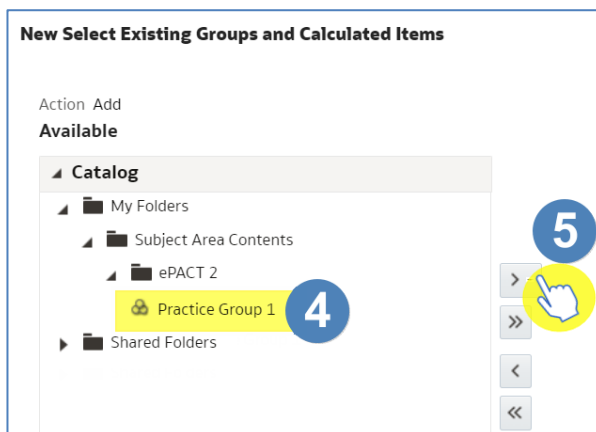 New Select Existing Groups and Calculated Items
Action Add
Available
Catalog
My Folders
Subject Area Contents
ePACT 2
Practice Group 1
Shared Folders
4
5
>
>>
<
<<